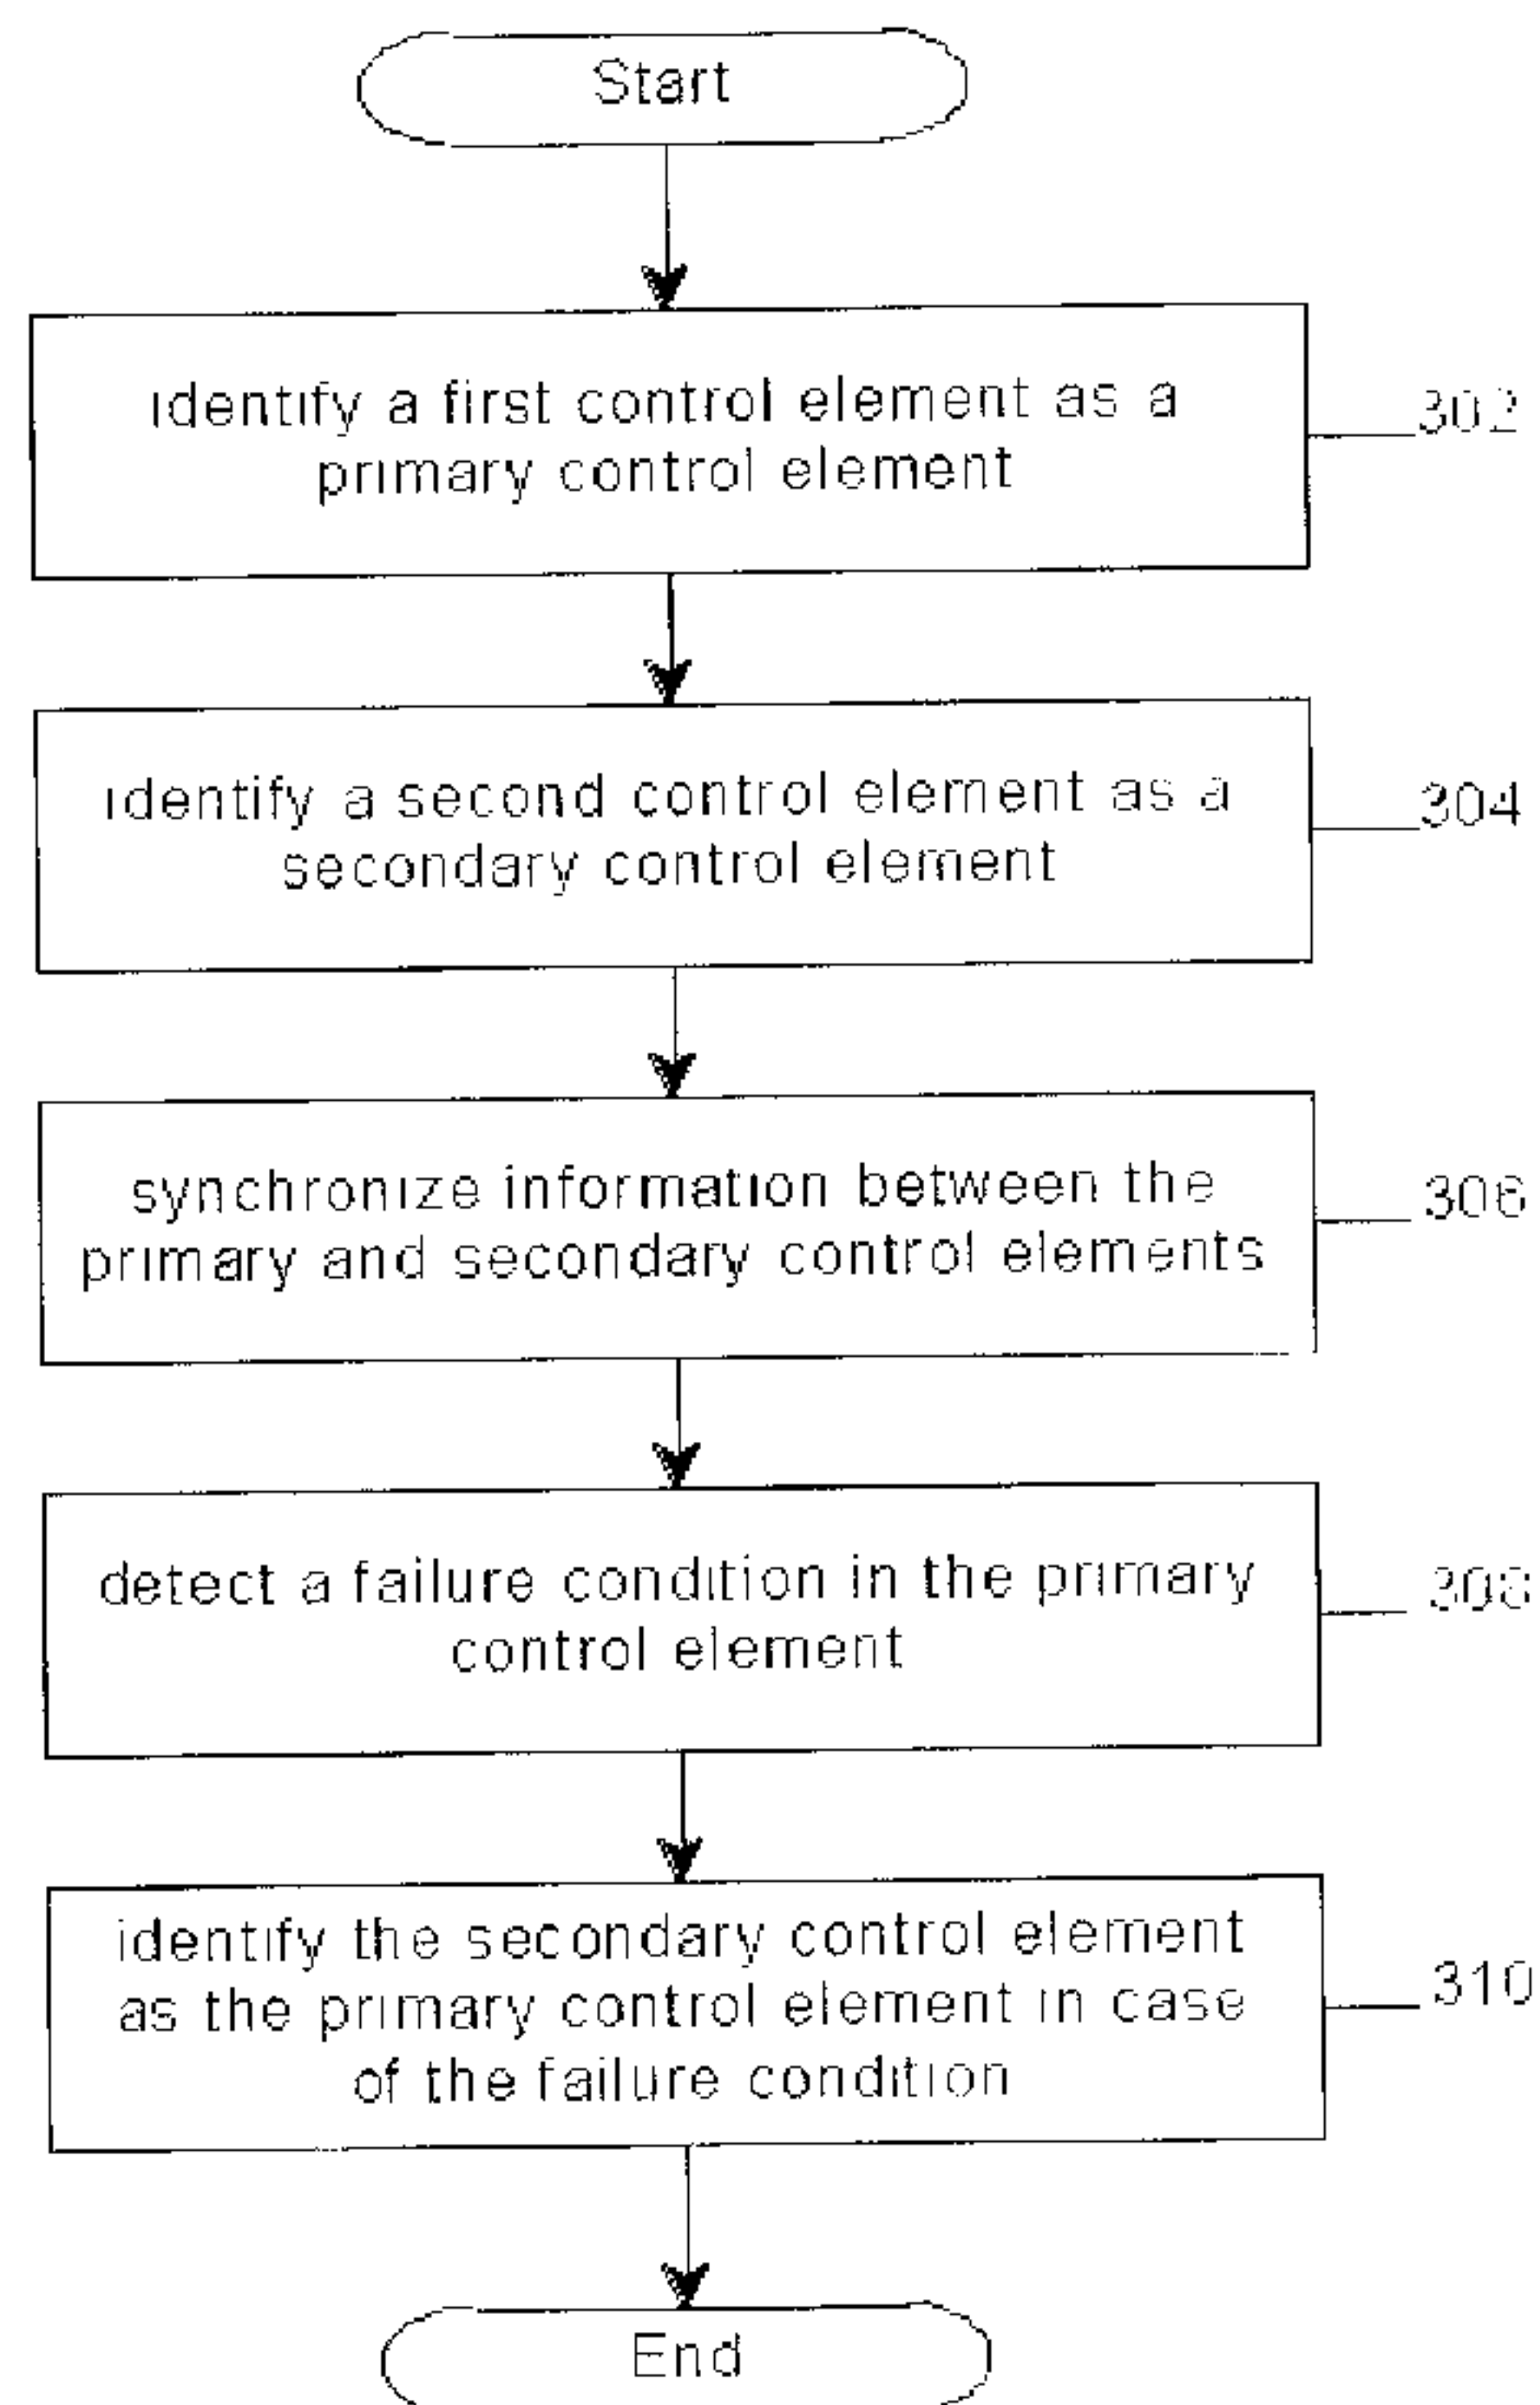 Start
identify a first control element as a
primary control element
302
identify a second control element as a
secondary control element
304
synchronize information between the
primary and secondary control elements
306
detect a failure condition in the primary
control element
308
identify the secondary control element
as the primary control element in case
of the failure condition
310
End